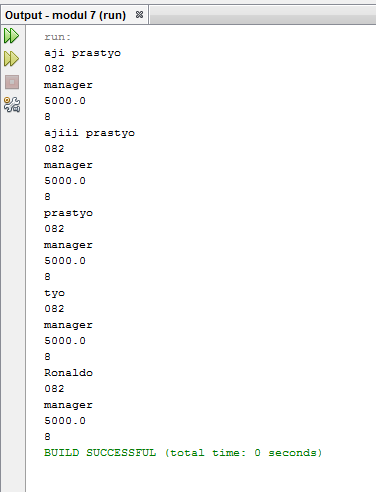 Output - modul 7 (run)
run:
aji prastyo
082
manager
5000.0
8
ajiii prastyo
082
manager
5000.0
8
prastyo
082
manager
5000.0
8
tyo
082
manager
5000.0
8
Ronaldo
082
manager
5000.0
8
BUILD SUCCESSFUL (total time: 0 seconds)